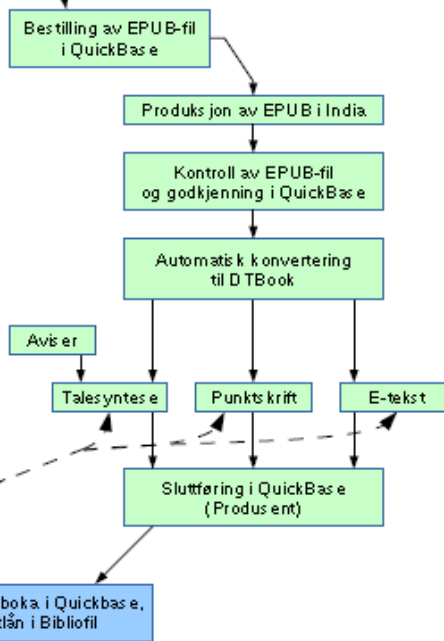 Bestilling av EPUB-fil
i QuickBase
Produksjon av EPUB i India
Kontroll av EPUB-fil
og godkjenning i QuickBase
Automatisk konvertering
til DTBook
Aviser
Talesyntese
Punktskrift
E-tekst
Sluttføring i QuickBase
(Produsent)
boka i Quickbase,
lån i Bibliofil